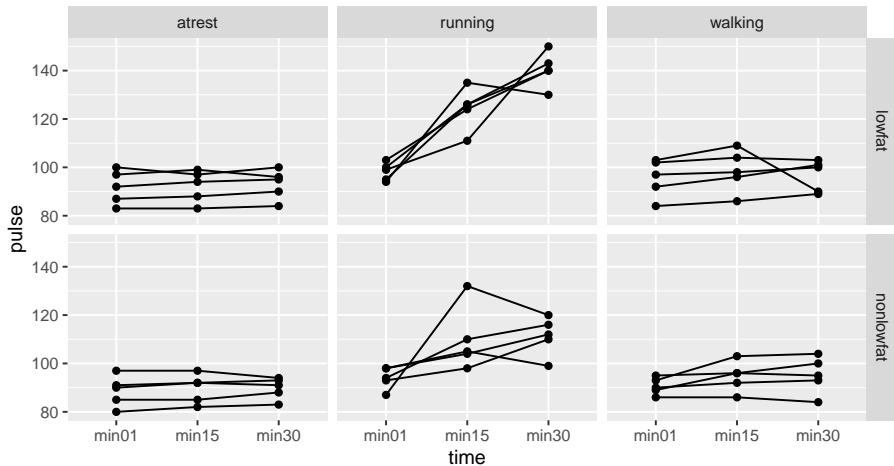 atrest running walking
140
120
100
80
lowfat
pulse
140
120
100
80
nonlowfat
min01 min15 min30 min01 min15 min30 min01 min15 min30
time